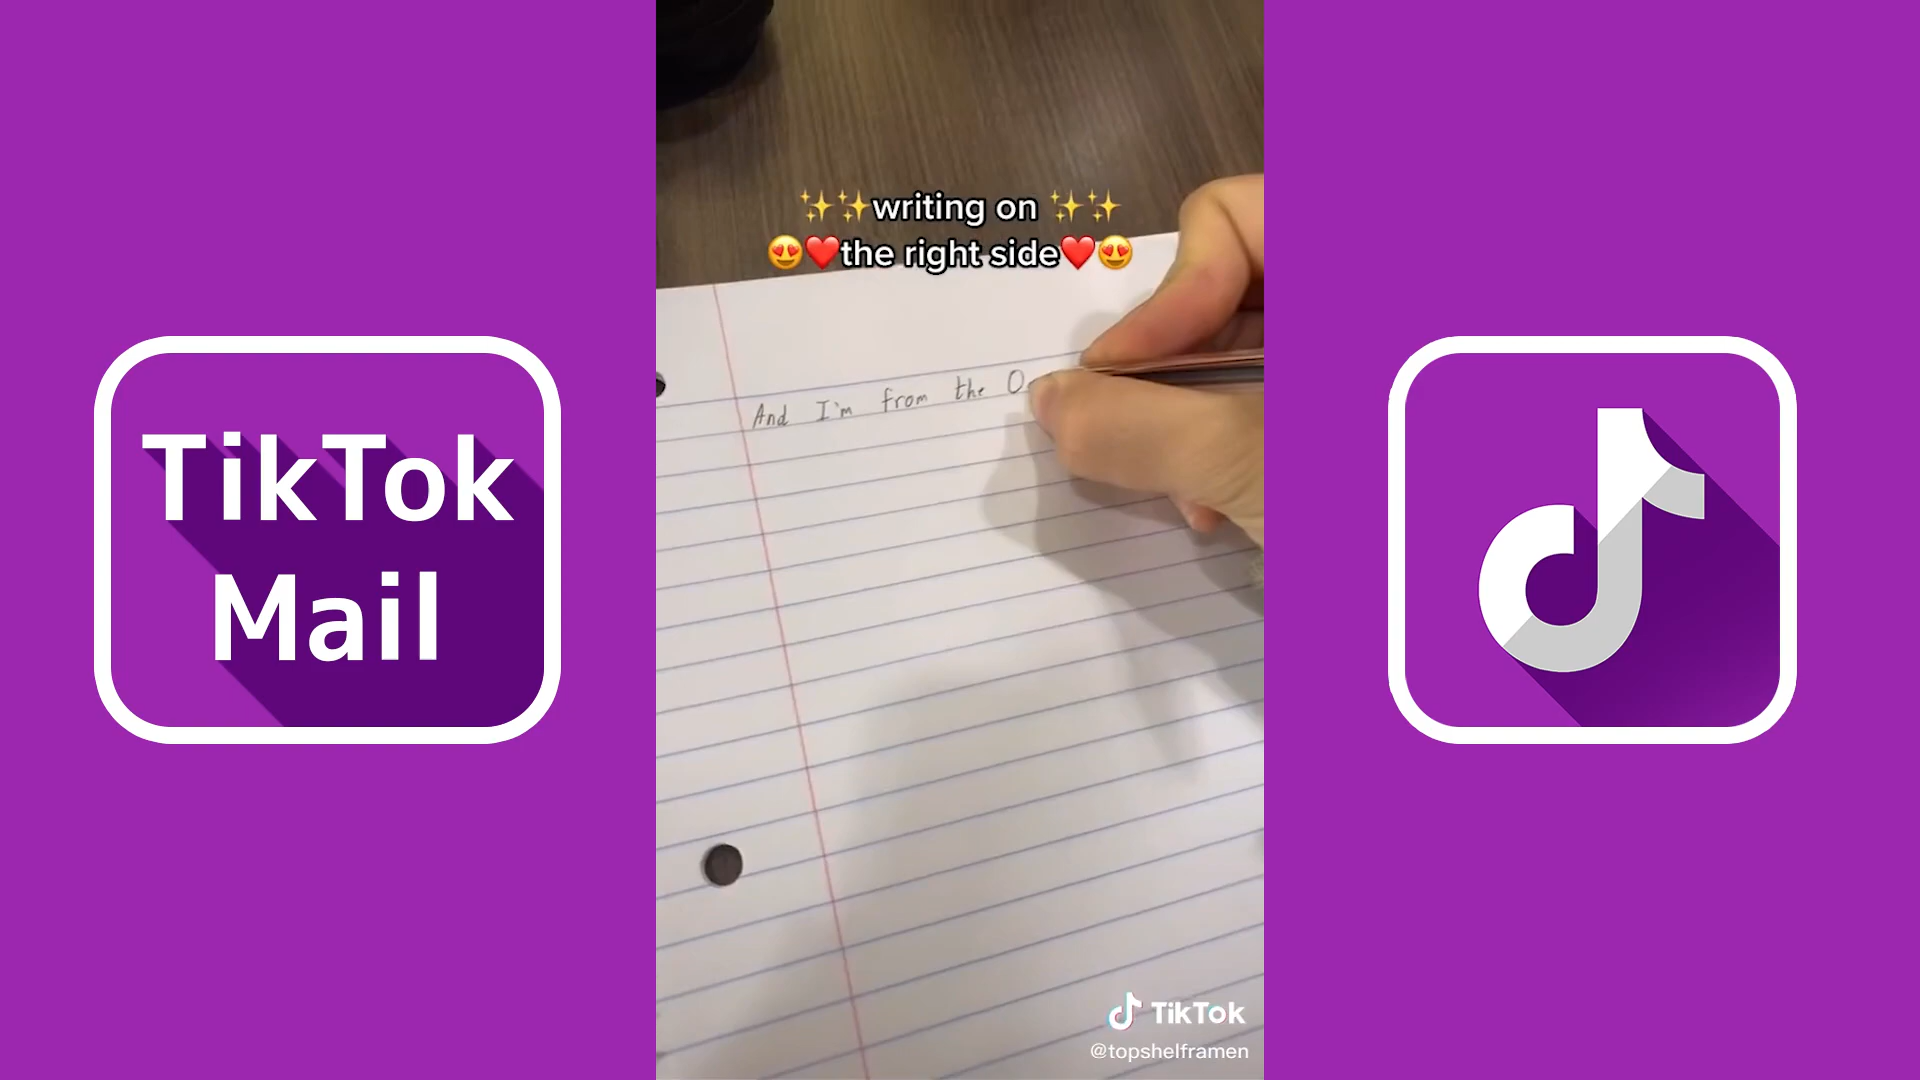 TikTok
Mail
✨✨writing on ✨✨
😍❤️the right side❤️😍
And I'm from the
TikTok
@topshelframen